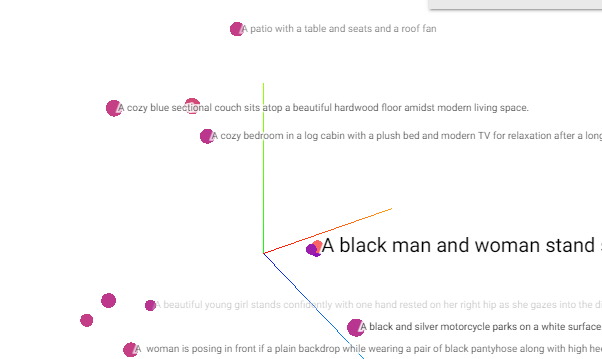 A patio with a table and seats and a roof fan
A cozy blue sectional couch sits atop a beautiful hardwood floor amidst modern living space.
A cozy bedroom in a log cabin with a plush bed and modern TV for relaxation after a long
A black man and woman stand
A beautiful young girl stands confidently with one hand rested on her right hip as she gazes into the
A black and silver motorcycle parks on a white surface
A woman is posing in front if a plain backdrop while wearing a pair of black pantyhose along with high